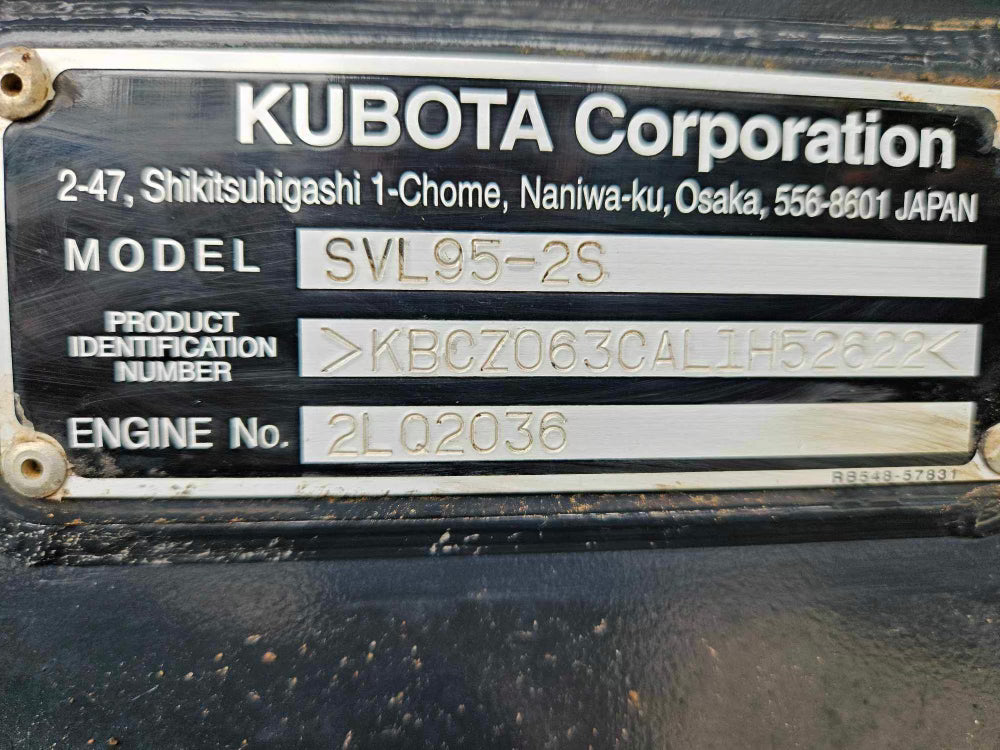 KUBOTA Corporation
2-47, Shikitsuhigashi 1-Chome, Naniwa-ku, Osaka, 556-8601 JAPAN
MODEL SVL95-2S
PRODUCT
IDENTIFICATION
NUMBER
>KBCZ063CALIH52622<
ENGINE No. 2LQ2036
RB548-57831